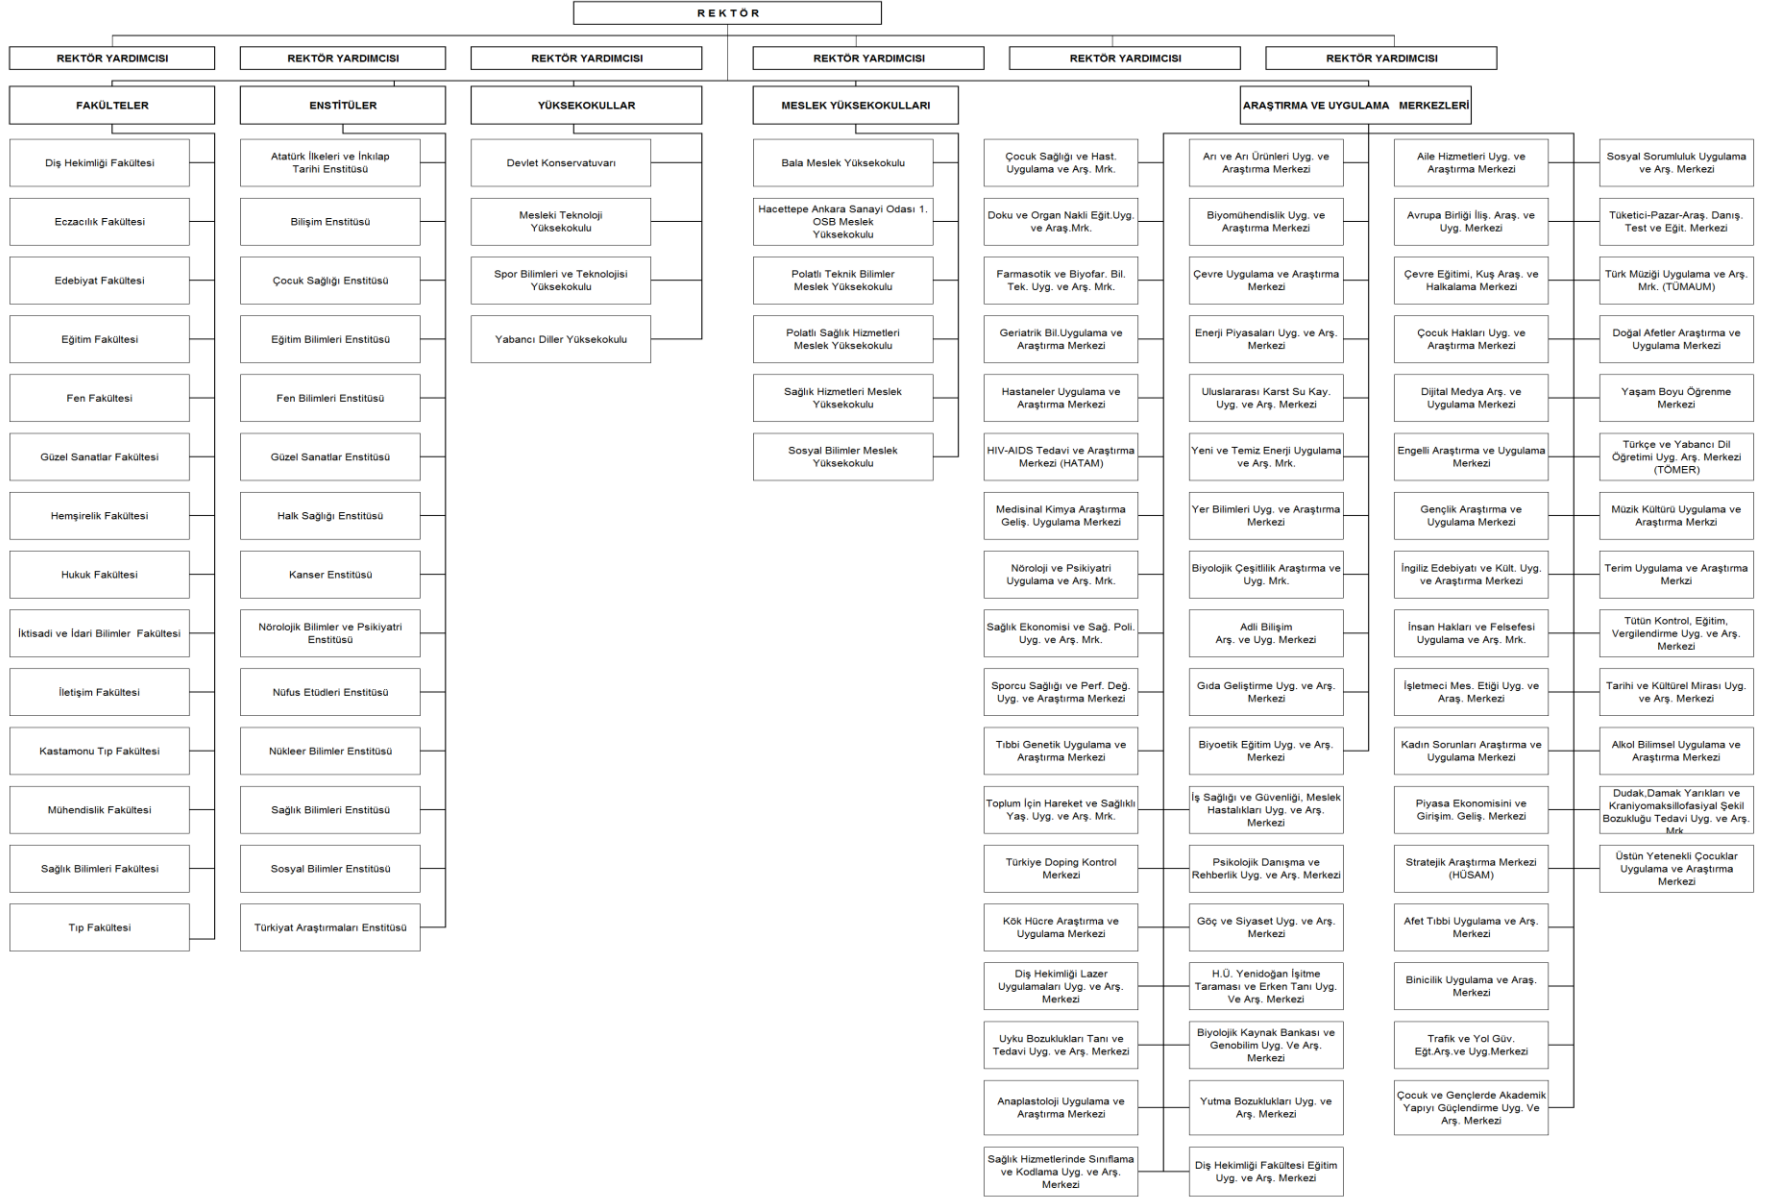 REKTÖR
REKTÖR YARDIMCISI
REKTÖR YARDIMCISI
REKTÖR YARDIMCISI
REKTÖR YARDIMCISI
REKTÖR YARDIMCISI
REKTÖR YARDIMCISI
FAKÜLTELER
Diş Hekimliği Fakültesi
Eczacılık Fakültesi
Edebiyat Fakültesi
Eğitim Fakültesi
Fen Fakültesi
Güzel Sanatlar Fakültesi
Hemşirelik Fakültesi
Hukuk Fakültesi
İktisadi ve İdari Bilimler Fakültesi
İletişim Fakültesi
Kastamonu Tıp Fakültesi
Mühendislik Fakültesi
Sağlık Bilimleri Fakültesi
Tıp Fakültesi
ENSTİTÜLER
Atatürk İlkeleri ve İnkılap
Tarihi Enstitüsü
Bilişim Enstitüsü
Çocuk Sağlığı Enstitüsü
Eğitim Bilimleri Enstitüsü
Fen Bilimleri Enstitüsü
Güzel Sanatlar Enstitüsü
Halk Sağlığı Enstitüsü
Kanser Enstitüsü
Nörolojik Bilimler ve Psikiyatri
Enstitüsü
Nüfus Etüdleri Enstitüsü
Nükleer Bilimler Enstitüsü
Sağlık Bilimleri Enstitüsü
Sosyal Bilimler Enstitüsü
Türkiyat Araştırmaları Enstitüsü
YÜKSEKOKULLAR
Devlet Konservatuvarı
Mesleki Teknoloji
Yüksekokulu
Spor Bilimleri ve Teknolojisi
Yüksekokulu
Yabancı Diller Yüksekokulu
MESLEK YÜKSEKOKULLARI
Bala Meslek Yüksekokulu
Hacettepe Ankara Sanayi Odası 1.
OSB Meslek
Yüksekokulu
Polatlı Teknik Bilimler
Meslek Yüksekokulu
Polatlı Sağlık Hizmetleri
Meslek Yüksekokulu
Sağlık Hizmetleri Meslek
Yüksekokulu
Sosyal Bilimler Meslek
Yüksekokulu
ARAŞTIRMA VE UYGULAMA MERKEZLERİ
Çocuk Sağlığı ve Hast.
Uygulama ve Arş. Mrk.
Doku ve Organ Nakli Eğit.Uyg.
ve Araş.Mrk.
Farmasotik ve Biyofar. Bil.
Tek. Uyg. ve Arş. Mrk.
Geriatrik Bil.Uygulama ve
Araştırma Merkezi
Hastaneler Uygulama ve
Araştırma Merkezi
HIV-AIDS Tedavi ve Araştırma
Merkezi (HATAM)
Medisinal Kimya Araştırma
Geliş. Uygulama Merkezi
Nöroloji ve Psikiyatri
Uygulama ve Arş. Mrk.
Sağlık Ekonomisi ve Sağ. Poli.
Uyg. ve Arş. Mrk.
Sporcu Sağlığı ve Perf. Değ.
Uyg. ve Araştırma Merkezi
Tıbbi Genetik Uygulama ve
Araştırma Merkezi
Toplum İçin Hareket ve Sağlıklı
Yaş. Uyg. ve Arş. Mrk.
Türkiye Doping Kontrol
Merkezi
Kök Hücre Araştırma ve
Uygulama Merkezi
Diş Hekimliği Lazer
Uygulamaları Uyg. ve Arş.
Merkezi
Uyku Bozuklukları Tanı ve
Tedavi Uyg. ve Arş. Merkezi
Anaplastoloji Uygulama ve
Araştırma Merkezi
Sağlık Hizmetlerinde Sınıflama
ve Kodlama Uyg. ve Arş.
Merkezi
Arı ve Arı Ürünleri Uyg. ve
Araştırma Merkezi
Biyomühendislik Uyg. ve
Araştırma Merkezi
Çevre Uygulama ve Araştırma
Merkezi
Enerji Piyasaları Uyg. ve Arş.
Merkezi
Uluslararası Karst Su Kay.
Uyg. ve Arş. Merkezi
Yeni ve Temiz Enerji Uygulama
ve Arş. Mrk.
Yer Bilimleri Uyg. ve Araştırma
Merkezi
Biyolojik Çeşitlilik Araştırma ve
Uyg. Mrk.
Adli Bilişim
Arş. ve Uyg. Merkezi
Gıda Geliştirme Uyg. ve Arş.
Merkezi
Biyoetik Eğitim Uyg. ve Arş.
Merkezi
İş Sağlığı ve Güvenliği, Meslek
Hastalıkları Uyg. ve Arş.
Merkezi
Psikolojik Danışma ve
Rehberlik Uyg. ve Arş. Merkezi
Göç ve Siyaset Uyg. ve Arş.
Merkezi
H.Ü. Yenidoğan İşitme
Taraması ve Erken Tanı Uyg.
Ve Arş. Merkezi
Biyolojik Kaynak Bankası ve
Genobilim Uyg. Ve Arş.
Merkezi
Yutma Bozuklukları Uyg. ve
Arş. Merkezi
Diş Hekimliği Fakültesi Eğitim
Uyg. ve Arş. Merkezi
Aile Hizmetleri Uyg. ve
Araştırma Merkezi
Avrupa Birliği İliş. Araş. ve
Uyg. Merkezi
Çevre Eğitimi, Kuş Araş. ve
Halkalama Merkezi
Çocuk Hakları Uyg. ve
Araştırma Merkezi
Dijital Medya Arş. ve
Uygulama Merkezi
Engelli Araştırma ve Uygulama
Merkezi
Gençlik Araştırma ve
Uygulama Merkezi
İngiliz Edebiyatı ve Kült. Uyg.
ve Araştırma Merkezi
İnsan Hakları ve Felsefesi
Uygulama ve Arş. Mrk.
İşletmeci Mes. Etiği Uyg. ve
Araş. Merkezi
Kadın Sorunları Araştırma ve
Uygulama Merkezi
Piyasa Ekonomisini ve
Girişim. Geliş. Merkezi
Stratejik Araştırma Merkezi
(HÜSAM)
Afet Tıbbi Uygulama ve Arş.
Merkezi
Binicilik Uygulama ve Araş.
Merkezi
Trafik ve Yol Güv.
Eğt.Arş.ve Uyg.Merkezi
Çocuk ve Gençlerde Akademik
Yapıyı Güçlendirme Uyg. Ve
Arş. Merkezi
Sosyal Sorumluluk Uygulama
ve Arş. Merkezi
Tüketici-Pazar-Araş. Danış.
Test ve Eğit. Merkezi
Türk Müziği Uygulama ve Arş.
Mrk. (TÜMAUM)
Doğal Afetler Araştırma ve
Uygulama Merkezi
Yaşam Boyu Öğrenme
Merkezi
Türkçe ve Yabancı Dil
Öğretimi Uyg. Arş. Merkezi
(TÖMER)
Müzik Kültürü Uygulama ve
Araştırma Merkzi
Terim Uygulama ve Araştırma
Merkzi
Tütün Kontrol, Eğitim,
Vergilendirme Uyg. ve Arş.
Merkezi
Tarihi ve Kültürel Mirası Uyg.
ve Arş. Merkezi
Alkol Bilimsel Uygulama ve
Araştırma Merkezi
Dudak,Damak Yarıkları ve
Kraniyomaksillofasiyal Şekil
Bozukluğu Tedavi Uyg. ve Arş.
Mrk
Üstün Yetenekli Çocuklar
Uygulama ve Araştırma
Merkezi